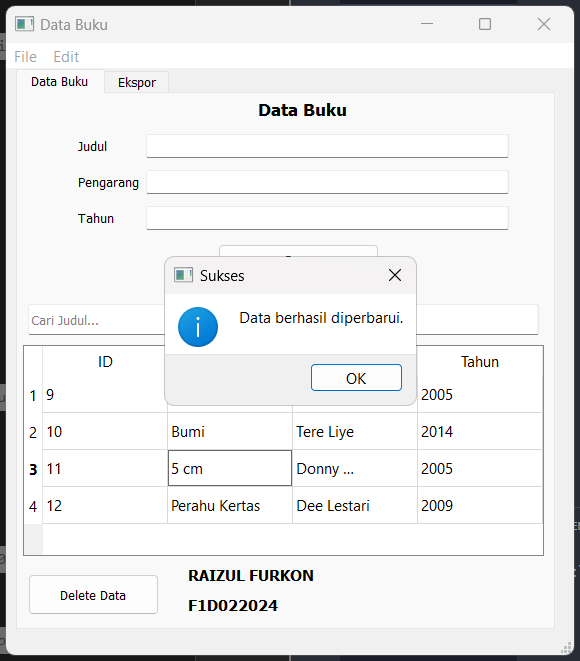 Data Buku
File Edit
Data Buku Ekspor
Data Buku
Judul
Pengarang
Tahun
Sukses
Data berhasil diperbarui.
OK
Cari Judul...
ID Tahun
1 9 2005
2 10 Bumi Tere Liye 2014
3 11 5 cm Donny ... 2005
4 12 Perahu Kertas Dee Lestari 2009
Delete Data
RAIZUL FURKON
F1D022024